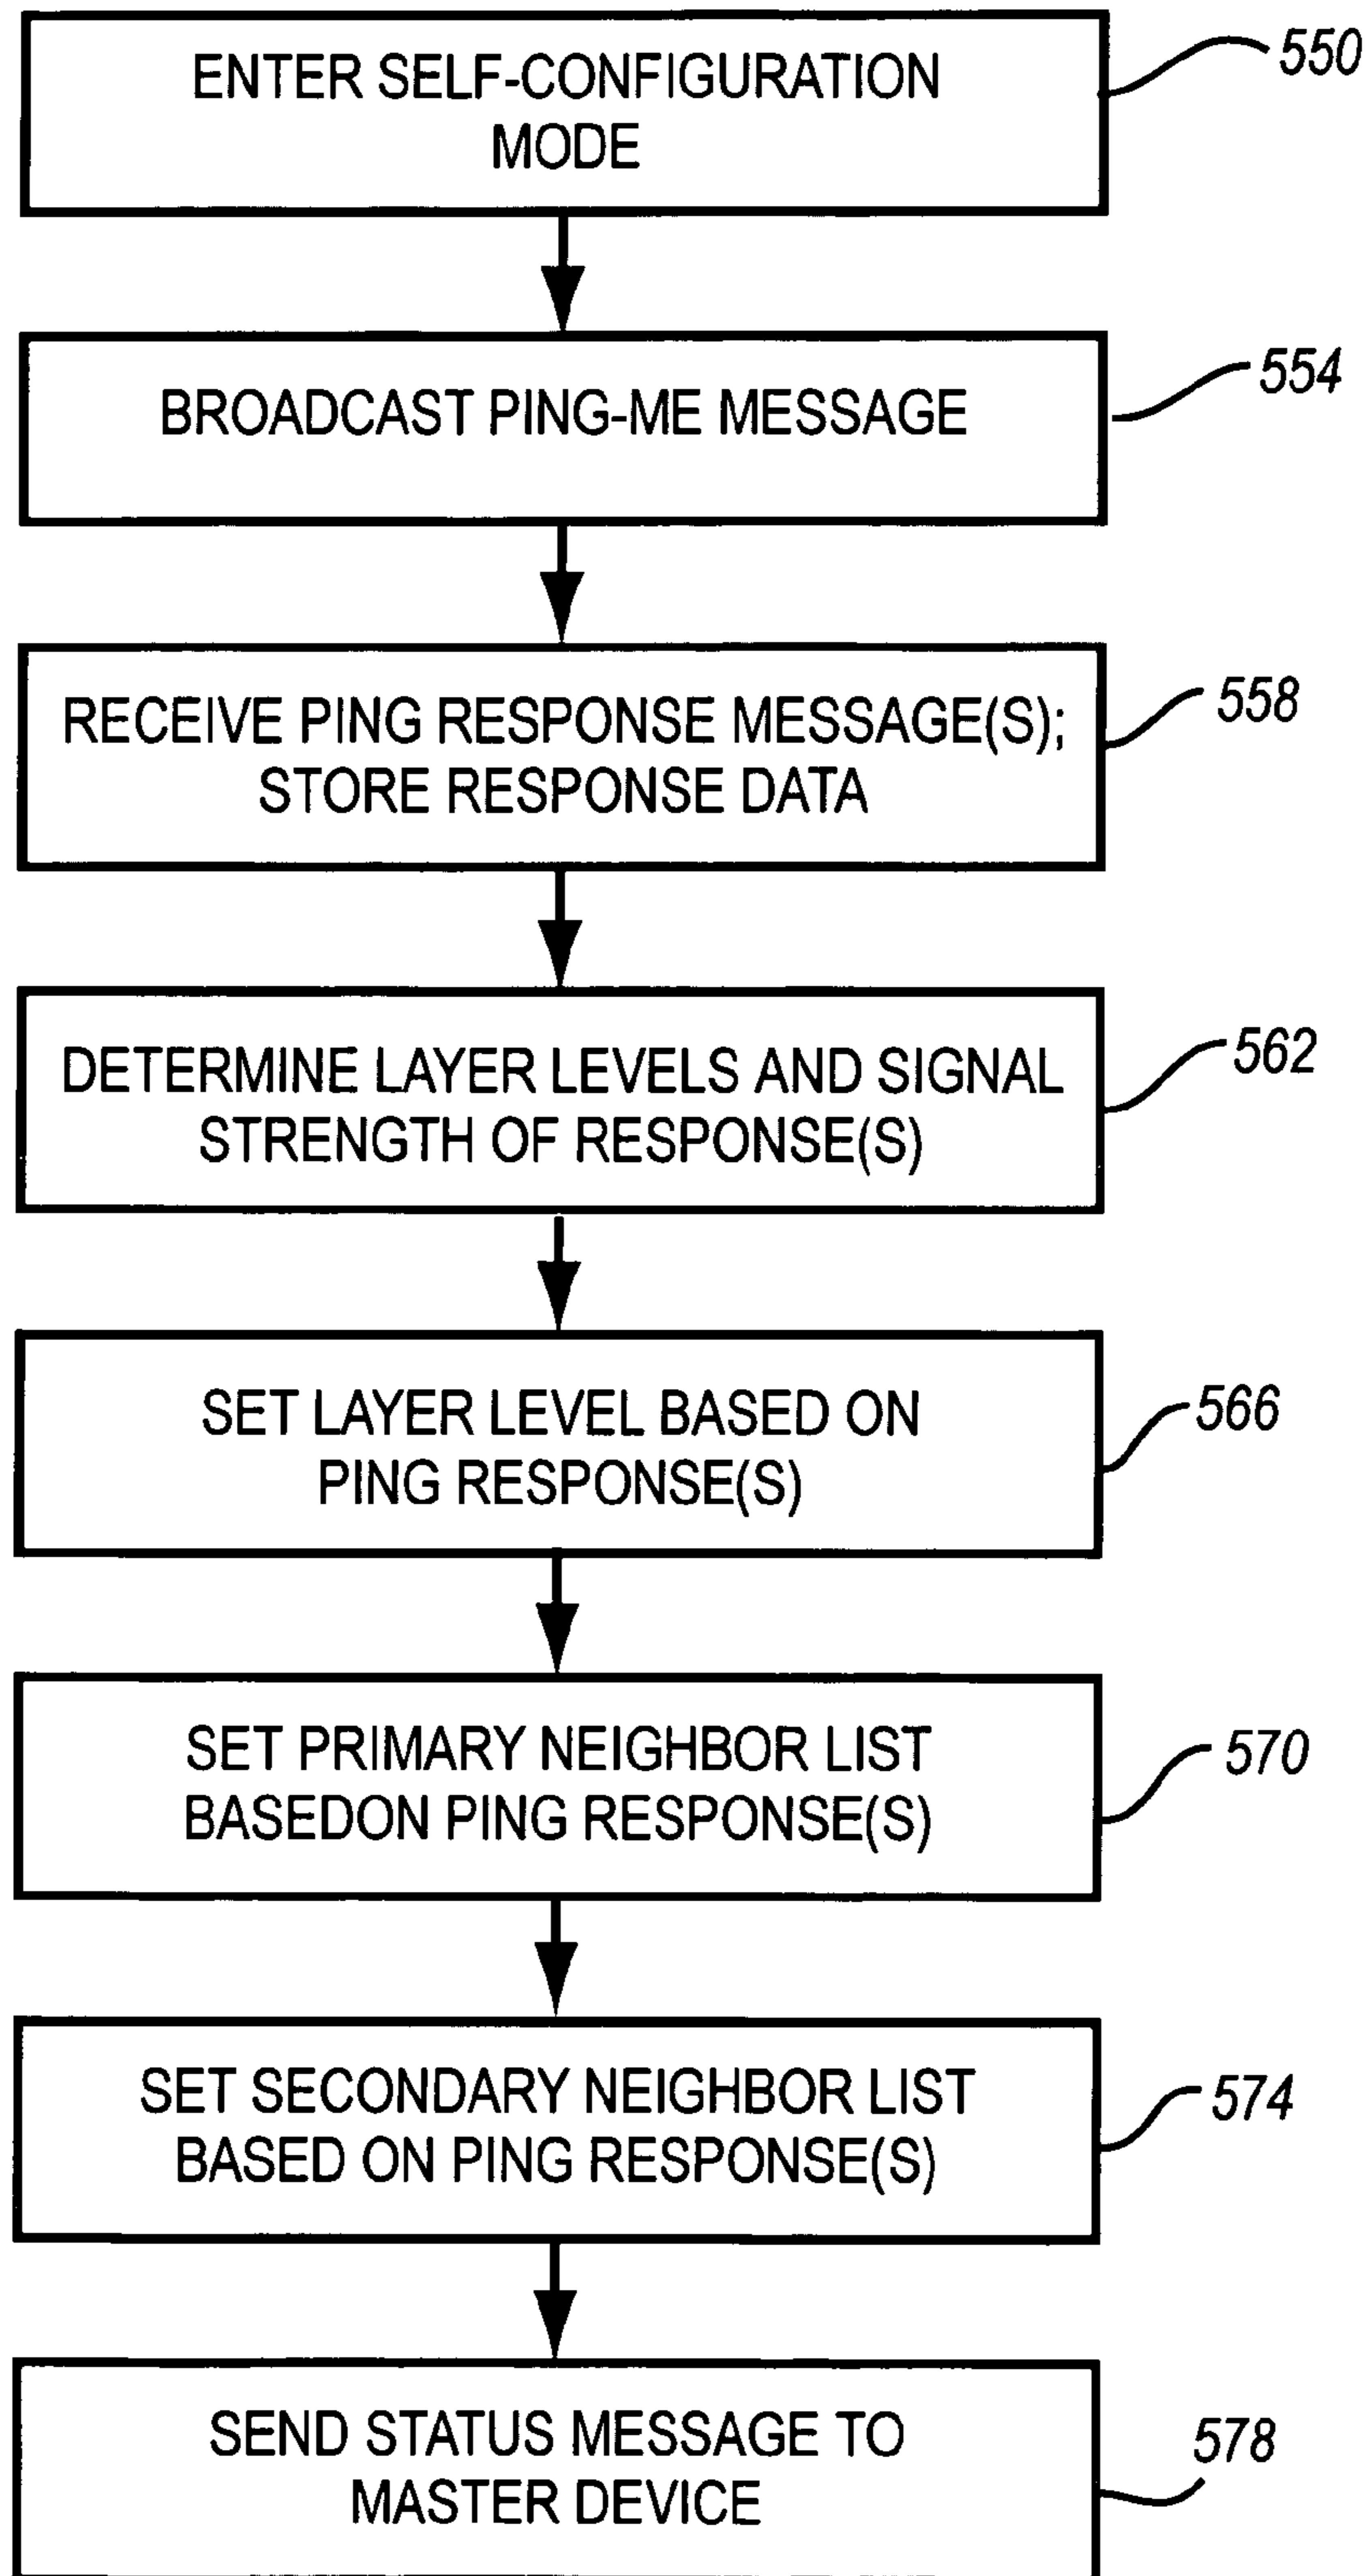 ENTER SELF-CONFIGURATION
MODE
550
BROADCAST PING-ME MESSAGE
554
RECEIVE PING RESPONSE MESSAGE(S);
STORE RESPONSE DATA
558
DETERMINE LAYER LEVELS AND SIGNAL
STRENGTH OF RESPONSE(S)
562
SET LAYER LEVEL BASED ON
PING RESPONSE(S)
566
SET PRIMARY NEIGHBOR LIST
BASEDON PING RESPONSE(S)
570
SET SECONDARY NEIGHBOR LIST
BASED ON PING RESPONSE(S)
574
SEND STATUS MESSAGE TO
MASTER DEVICE
578